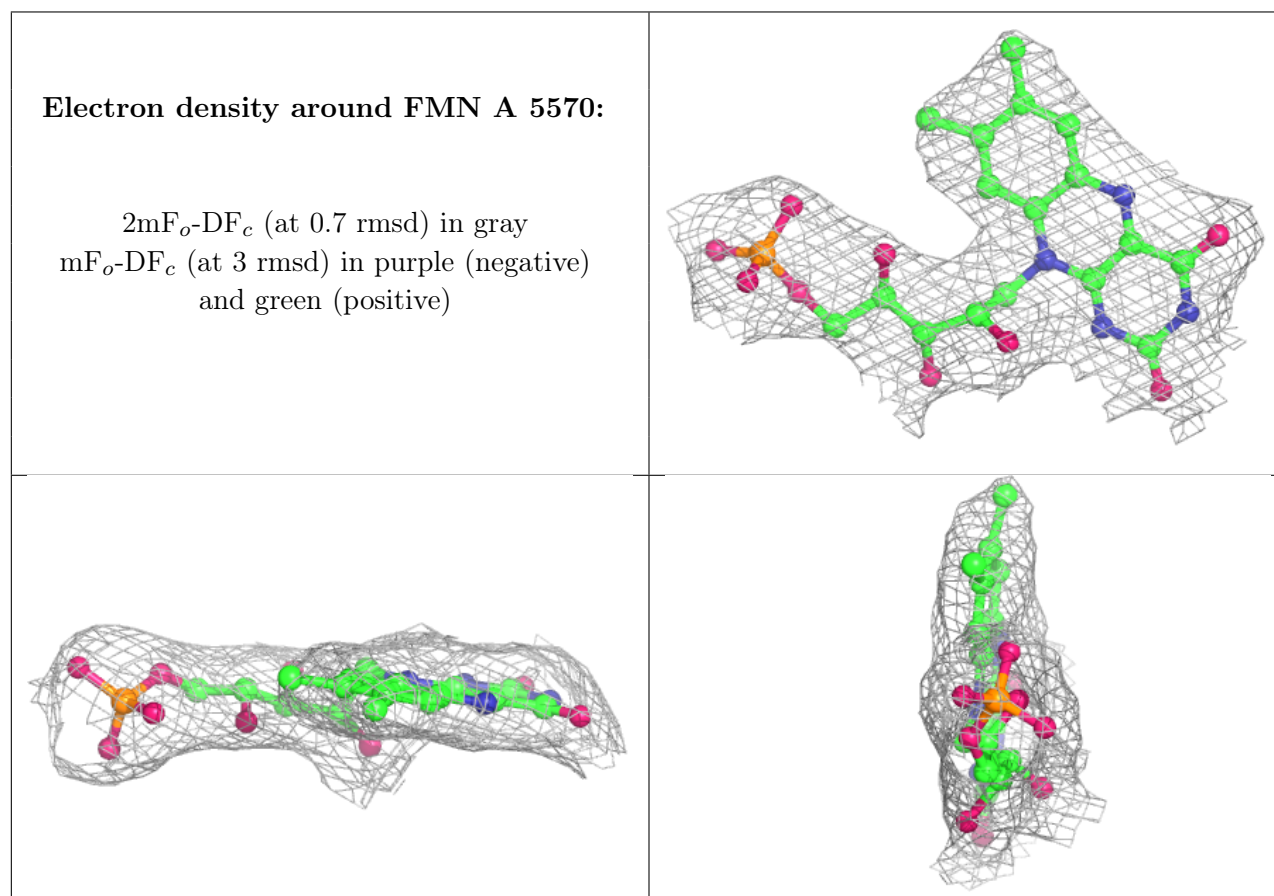 Electron density around FMN A 5570:
2mFo-DFc (at 0.7 rmsd) in gray
mFo-DFc (at 3 rmsd) in purple (negative)
and green (positive)